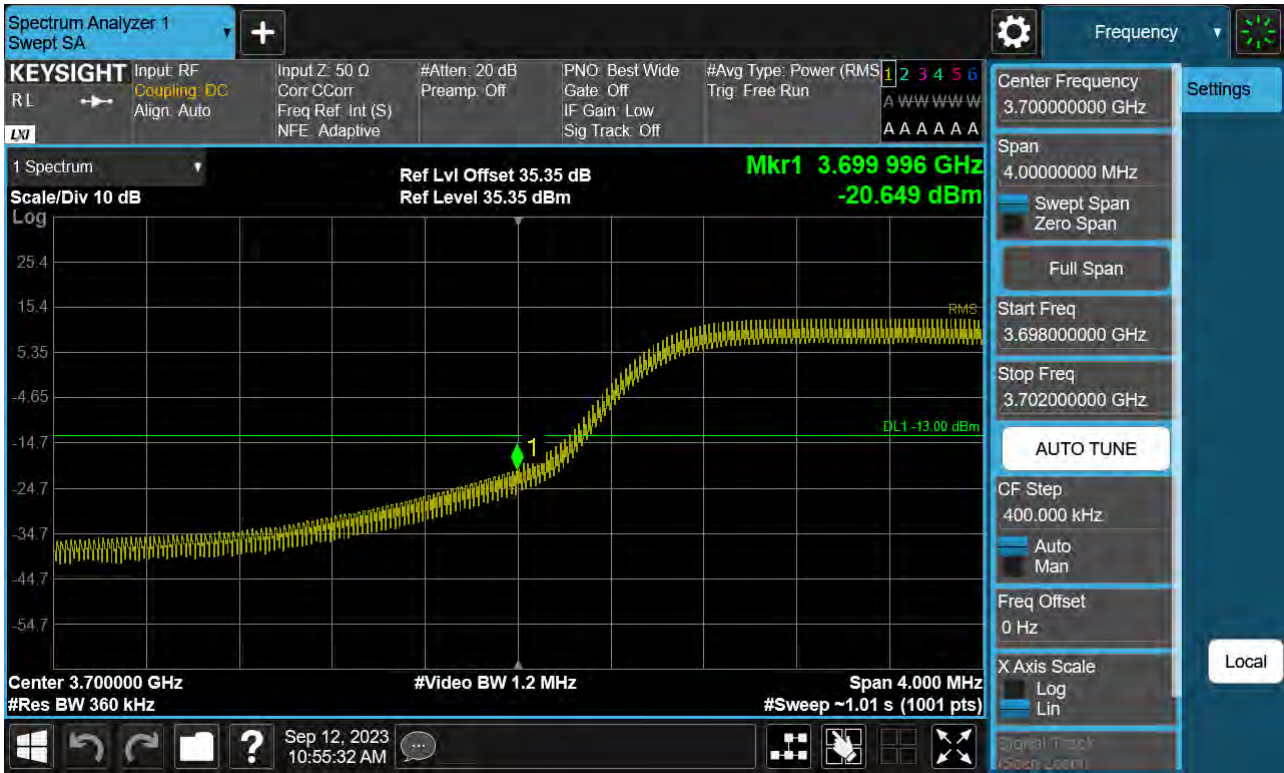 Spectrum Analyzer 1
Swept SA
+
Frequency
KEYSIGHT
RL
LXI
Input: RF
Coupling: DC
Align: Auto
Input Z: 50 Ω
Corr CCorr
Freq Ref: Int (S)
NFE: Adaptive
#Atten: 20 dB
Preamp: Off
PNO: Best Wide
Gate: Off
IF Gain: Low
Sig Track: Off
#Avg Type: Power (RMS
Trig: Free Run
1 2 3 4 5 6
A W W W W W
A A A A A A
1 Spectrum
Scale/Div 10 dB
Log
Ref Lvl Offset 35.35 dB
Ref Level 35.35 dBm
Mkr1 3.699 996 GHz
-20.649 dBm
25.4
15.4
5.35
-4.65
-14.7
-24.7
-34.7
-44.7
-54.7
RMS
DL1 -13.00 dBm
1
Center 3.700000 GHz
#Res BW 360 kHz
#Video BW 1.2 MHz
Span 4.000 MHz
#Sweep ~1.01 s (1001 pts)
Center Frequency
3.700000000 GHz
Span
4.00000000 MHz
Swept Span
Zero Span
Full Span
Start Freq
3.698000000 GHz
Stop Freq
3.702000000 GHz
AUTO TUNE
CF Step
400.000 kHz
Auto
Man
Freq Offset
0 Hz
X Axis Scale
Log
Lin
Signal Track
(Span Zoom)
Settings
Local
?
Sep 12, 2023
10:55:32 AM